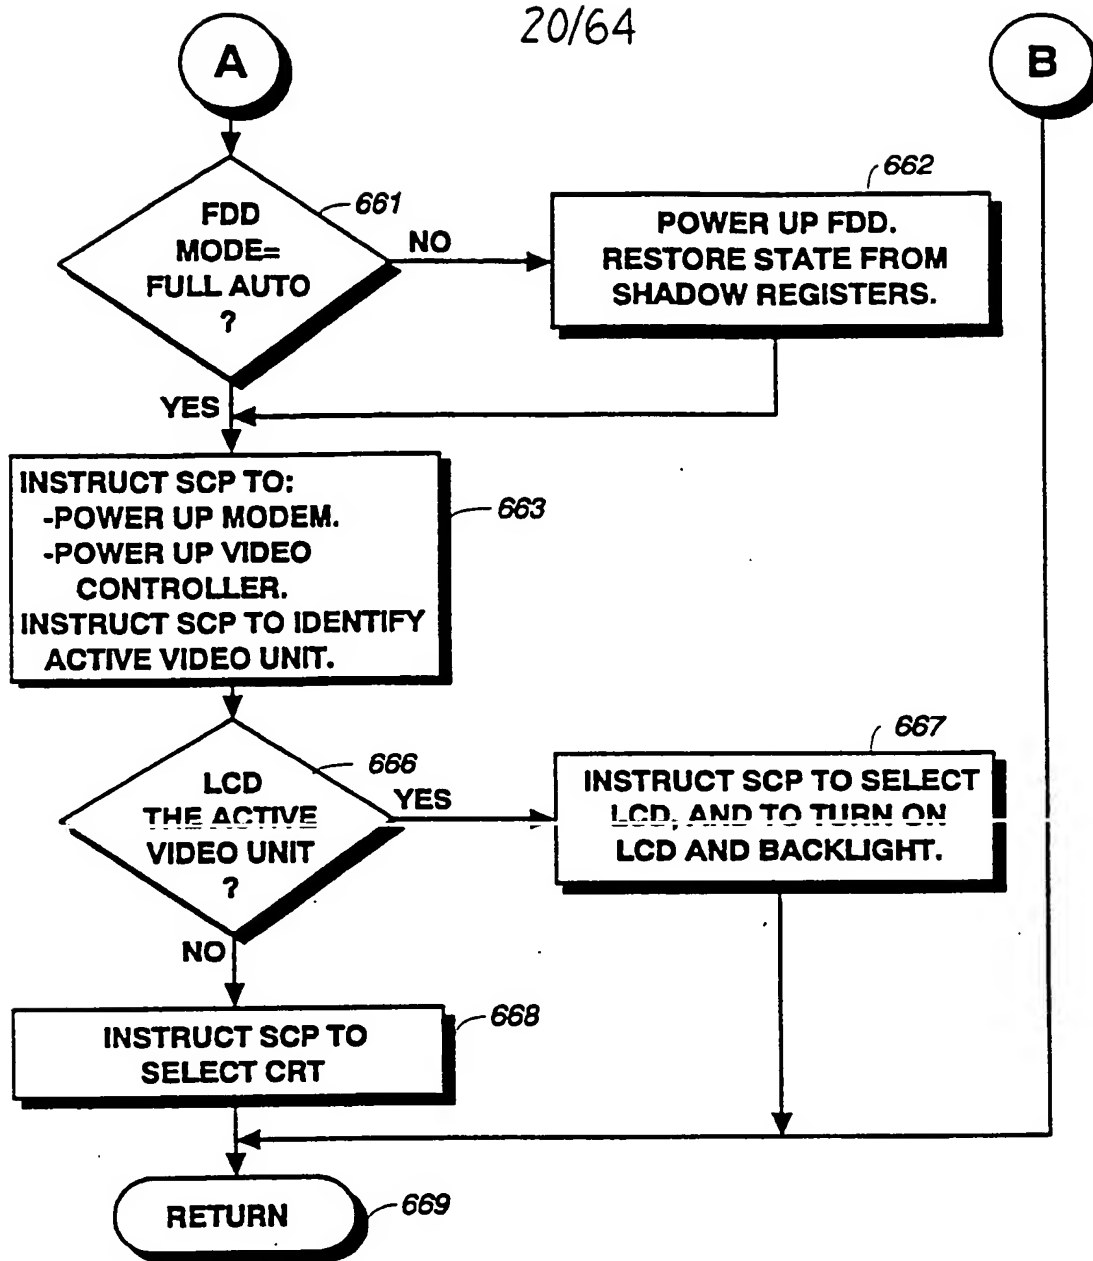 20/64
A
B
FDD
MODE=
FULL AUTO
?
661
NO
662
POWER UP FDD.
RESTORE STATE FROM
SHADOW REGISTERS.
YES
INSTRUCT SCP TO:
-POWER UP MODEM.
-POWER UP VIDEO
CONTROLLER.
INSTRUCT SCP TO IDENTIFY
ACTIVE VIDEO UNIT.
663
LCD
THE ACTIVE
VIDEO UNIT
?
666
YES
667
INSTRUCT SCP TO SELECT
LCD, AND TO TURN ON
LCD AND BACKLIGHT.
NO
INSTRUCT SCP TO
SELECT CRT
668
RETURN
669